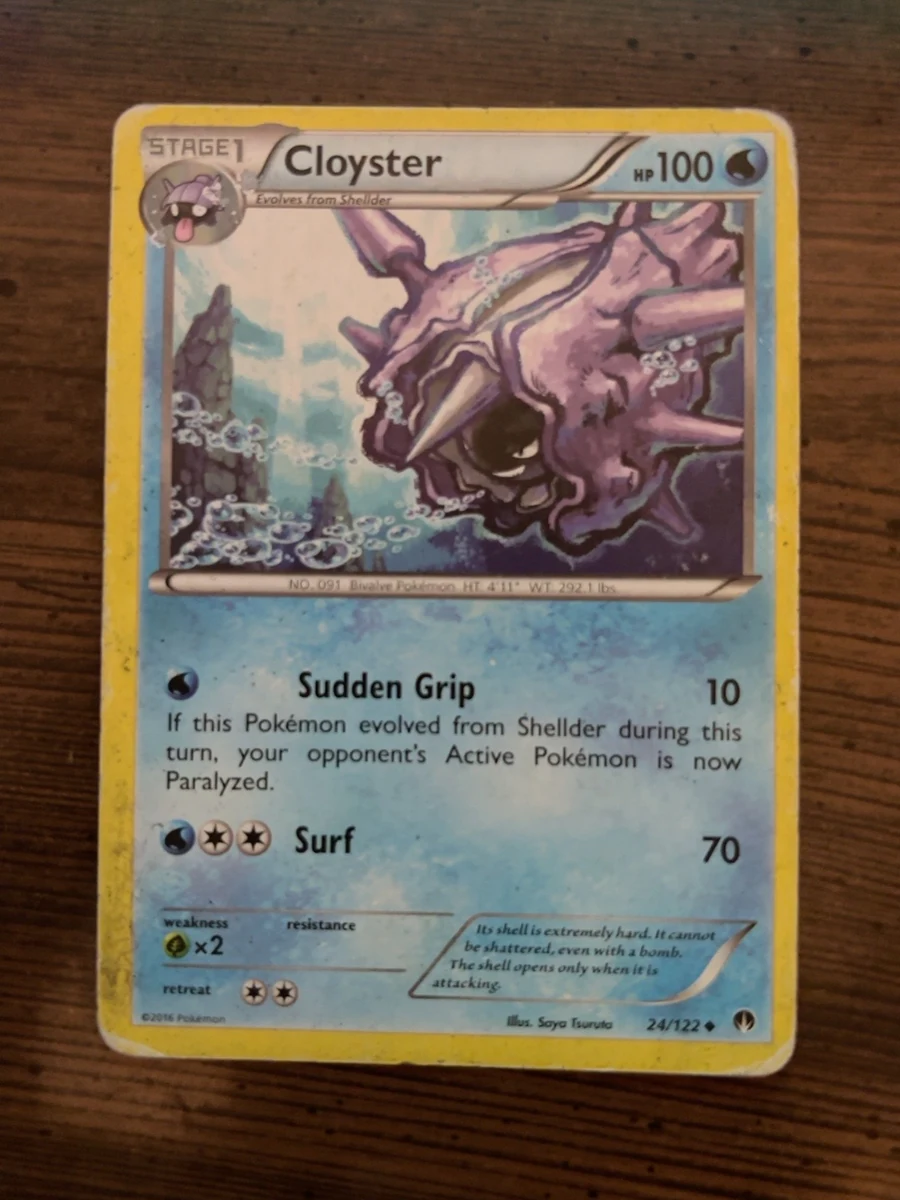 STAGE1 Cloyster HP100
Evolves from Shellder
NO. 091 Bivalve Pokémon HT: 4'11" WT: 292.1 lbs.
Sudden Grip 10
If this Pokémon evolved from Shellder during this
turn, your opponent's Active Pokémon is now
Paralyzed.
Surf 70
weakness resistance
×2
retreat
Its shell is extremely hard. It cannot
be shattered, even with a bomb.
The shell opens only when it is
attacking.
©2016 Pokémon Illus. Saya Tsuruta 24/122